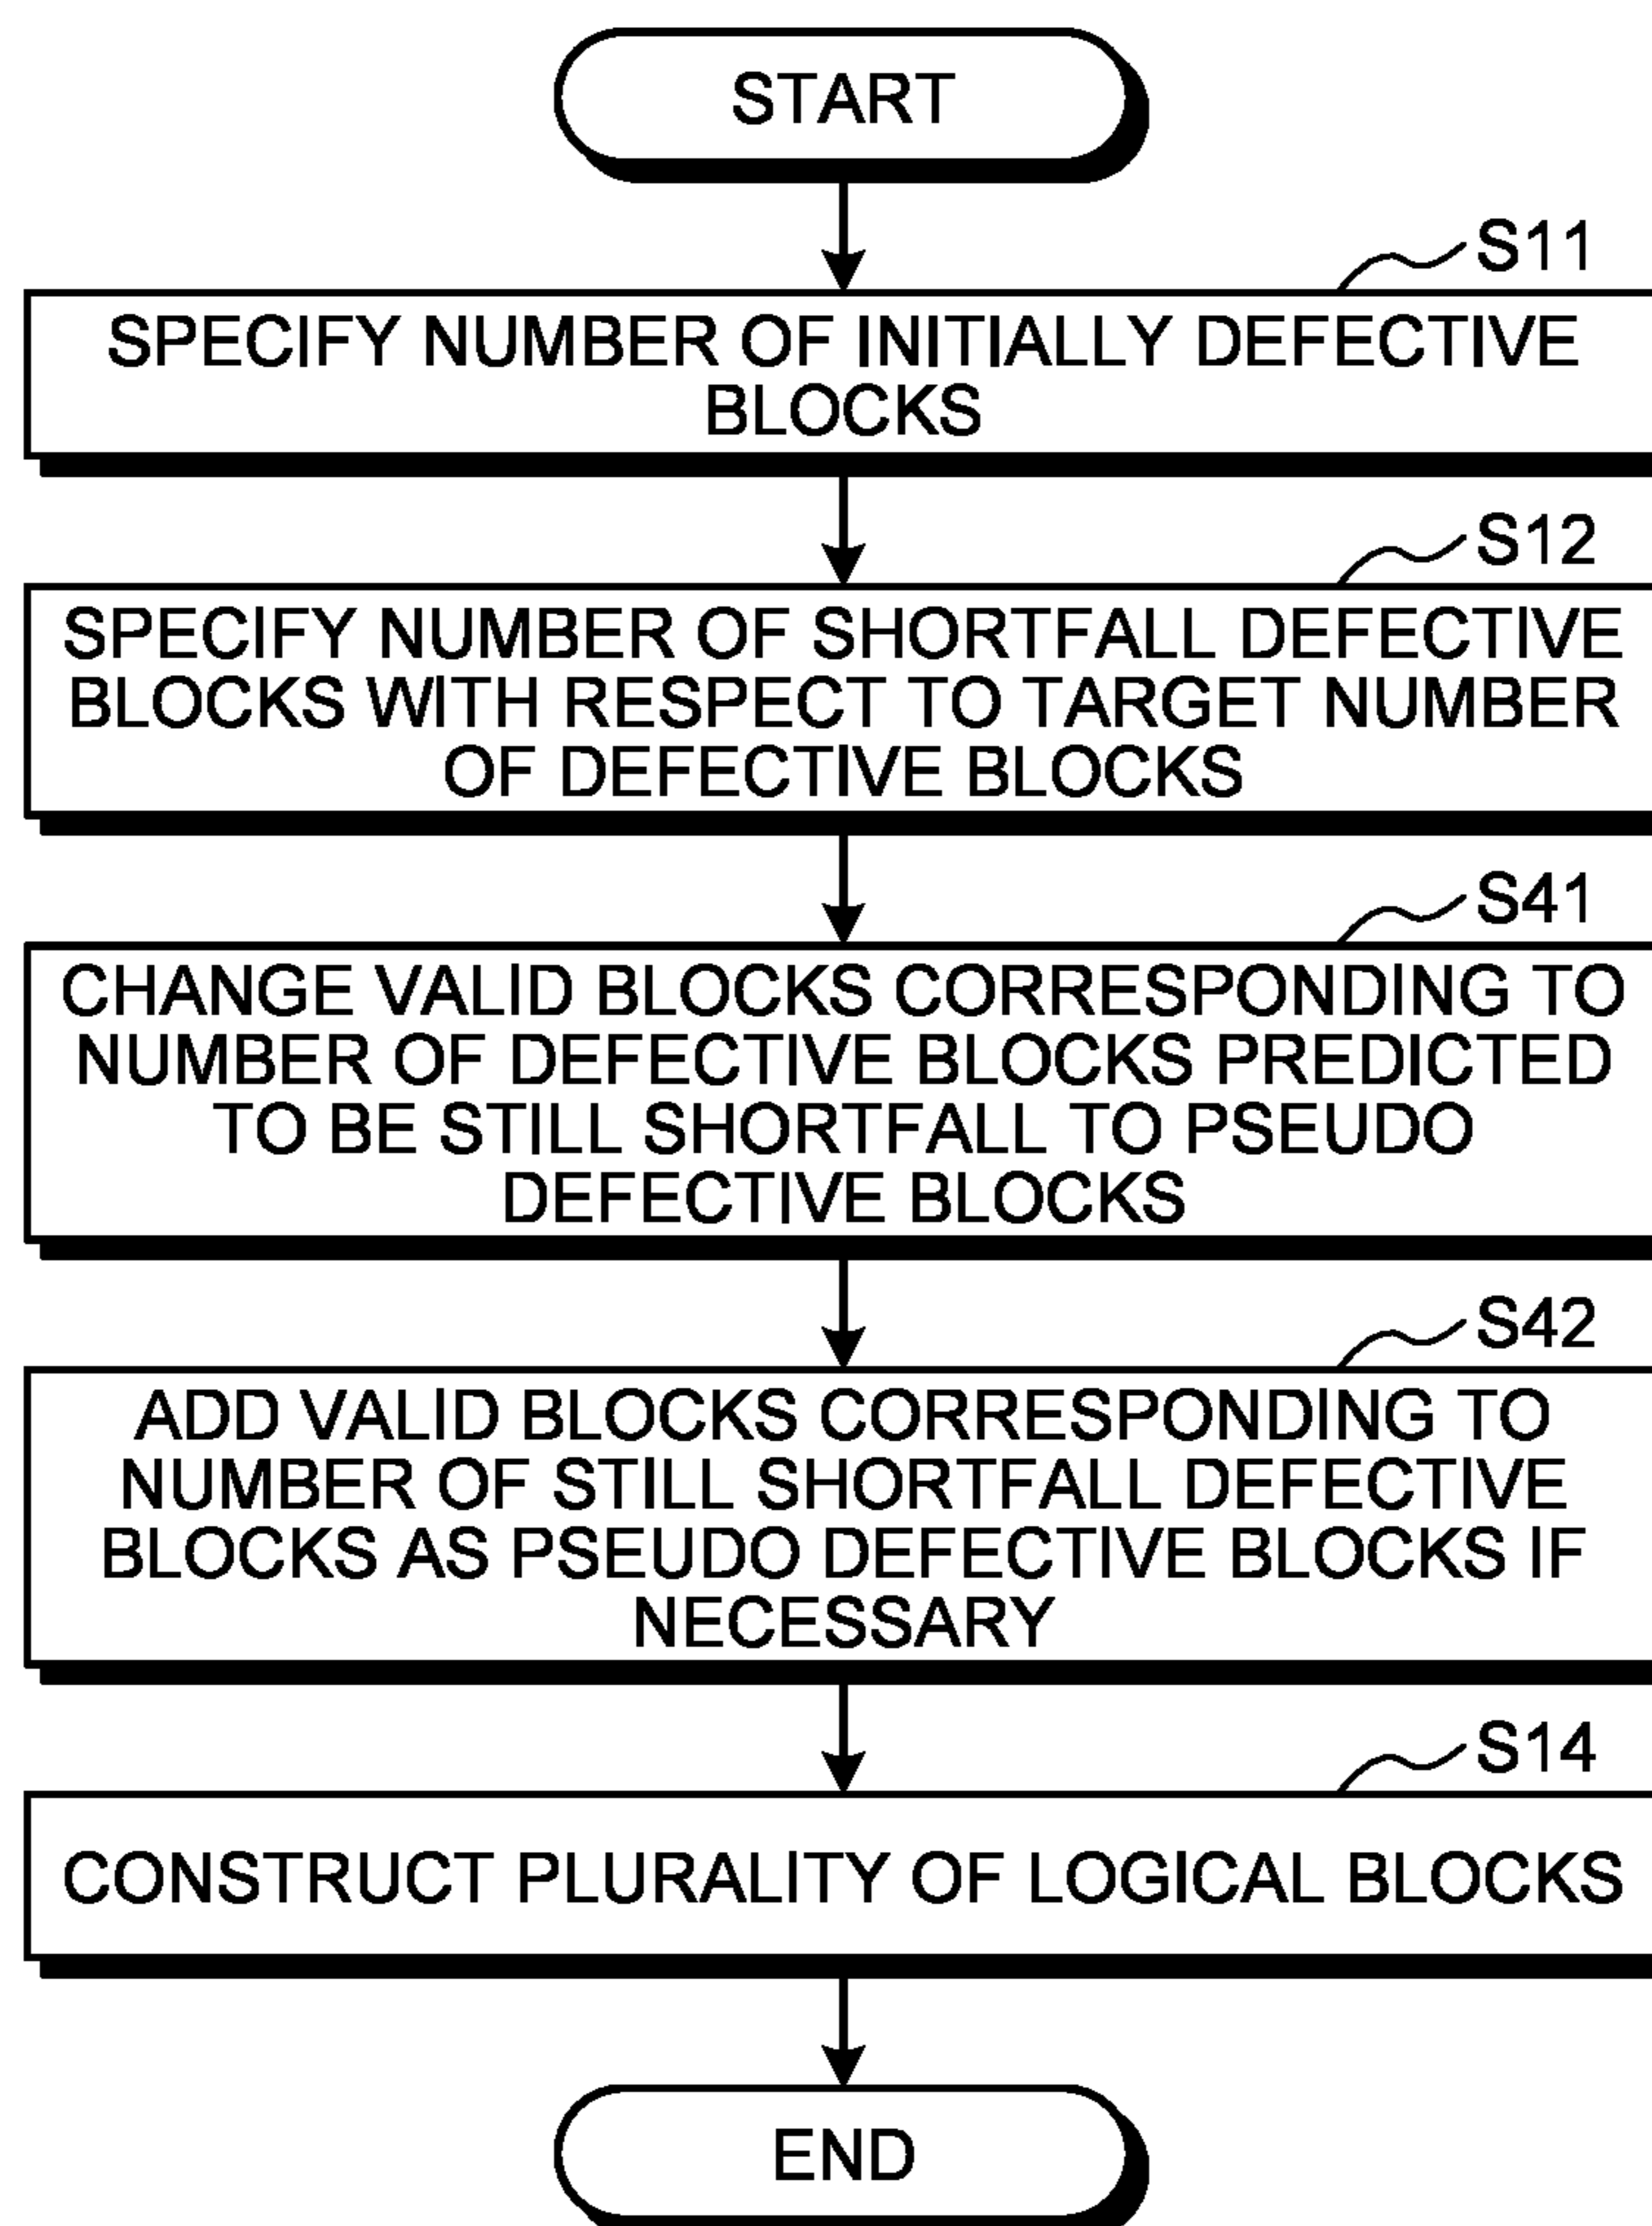 START
S11
SPECIFY NUMBER OF INITIALLY DEFECTIVE
BLOCKS
S12
SPECIFY NUMBER OF SHORTFALL DEFECTIVE
BLOCKS WITH RESPECT TO TARGET NUMBER
OF DEFECTIVE BLOCKS
S41
CHANGE VALID BLOCKS CORRESPONDING TO
NUMBER OF DEFECTIVE BLOCKS PREDICTED
TO BE STILL SHORTFALL TO PSEUDO
DEFECTIVE BLOCKS
S42
ADD VALID BLOCKS CORRESPONDING TO
NUMBER OF STILL SHORTFALL DEFECTIVE
BLOCKS AS PSEUDO DEFECTIVE BLOCKS IF
NECESSARY
S14
CONSTRUCT PLURALITY OF LOGICAL BLOCKS
END